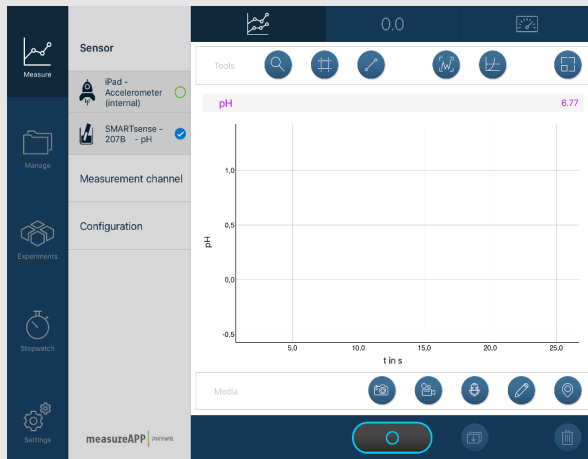 Measure
Manage
Experiments
Stopwatch
Settings
Sensor
iPad -
Accelerometer
(internal)
SMARTsense -
207B - pH
Measurement channel
Configuration
measureAPP PHYWE
0.0
Tools
pH 6.77
1,0
0,5
0,0
-0,5
pH
5,0 10,0 15,0 20,0 25,0
t in s
Media